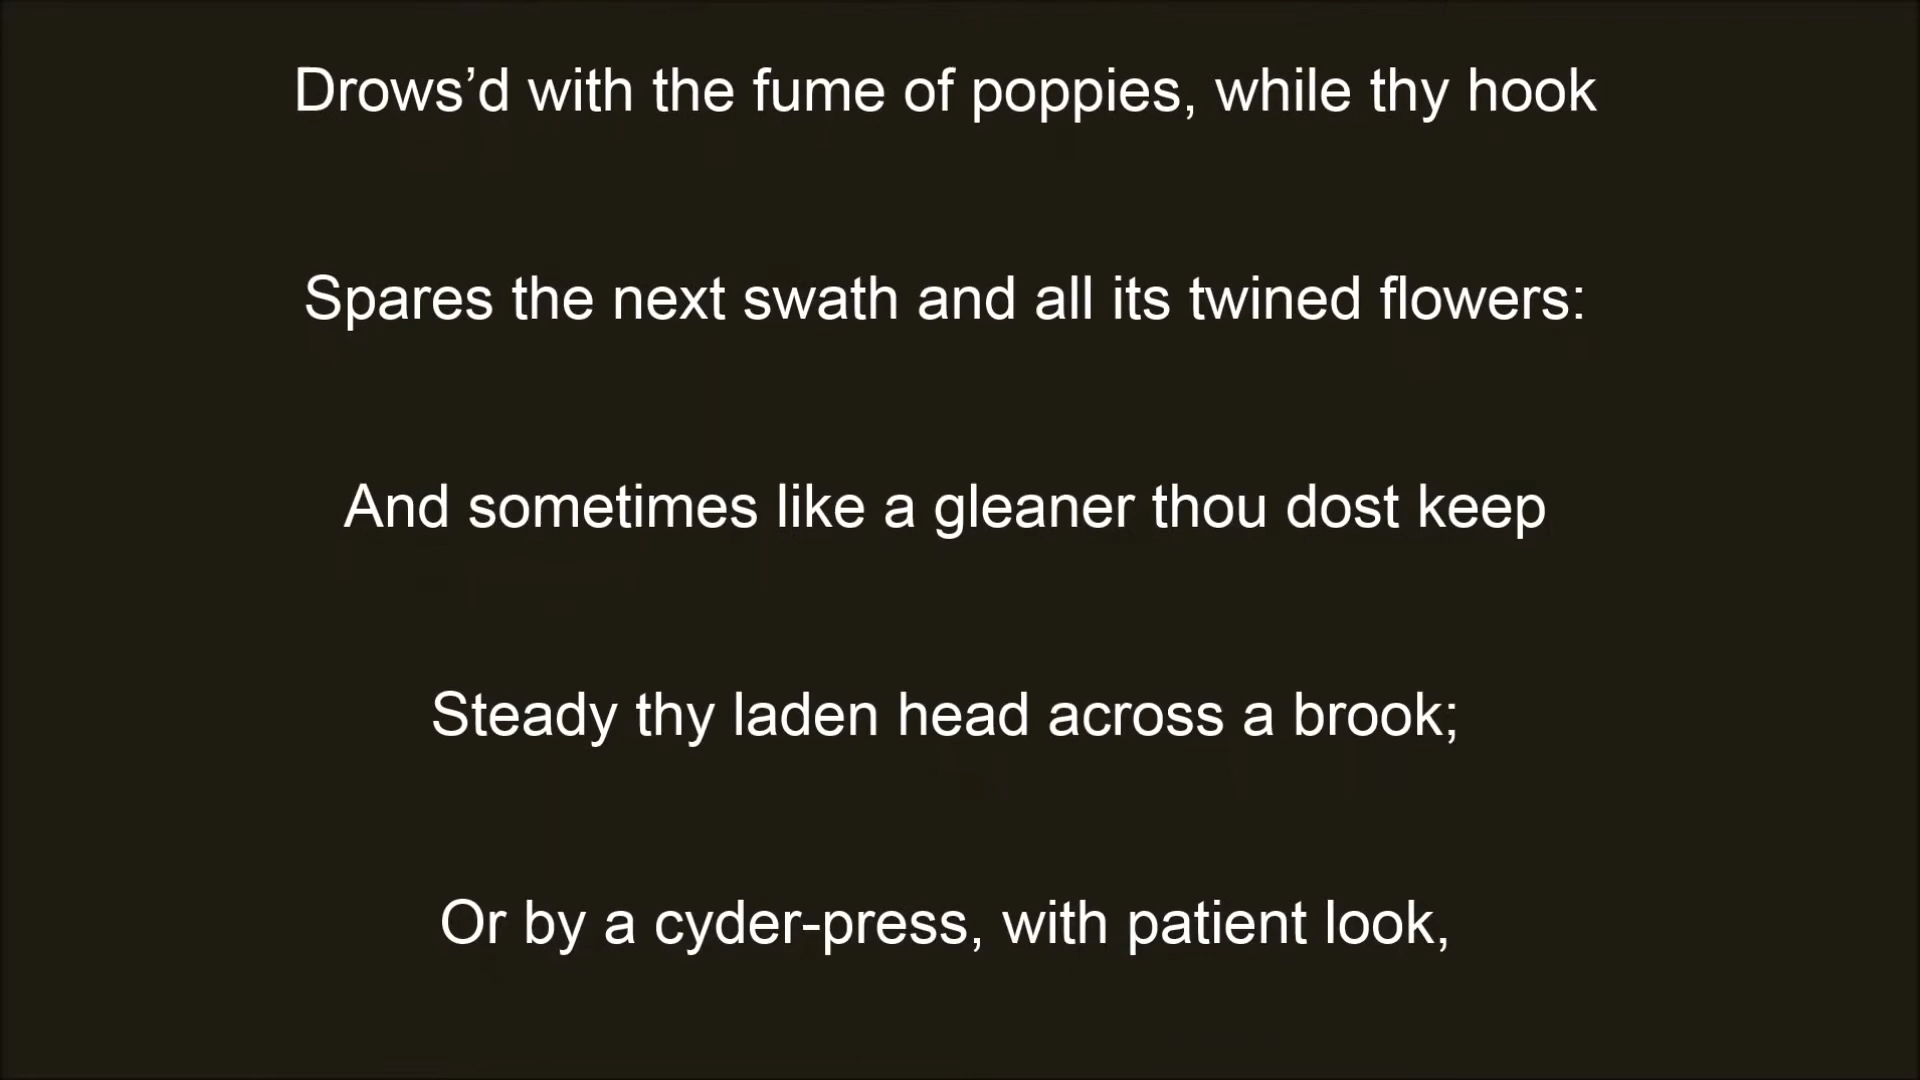 Drows’d with the fume of poppies, while thy hook
Spares the next swath and all its twined flowers:
And sometimes like a gleaner thou dost keep
Steady thy laden head across a brook;
Or by a cyder-press, with patient look,